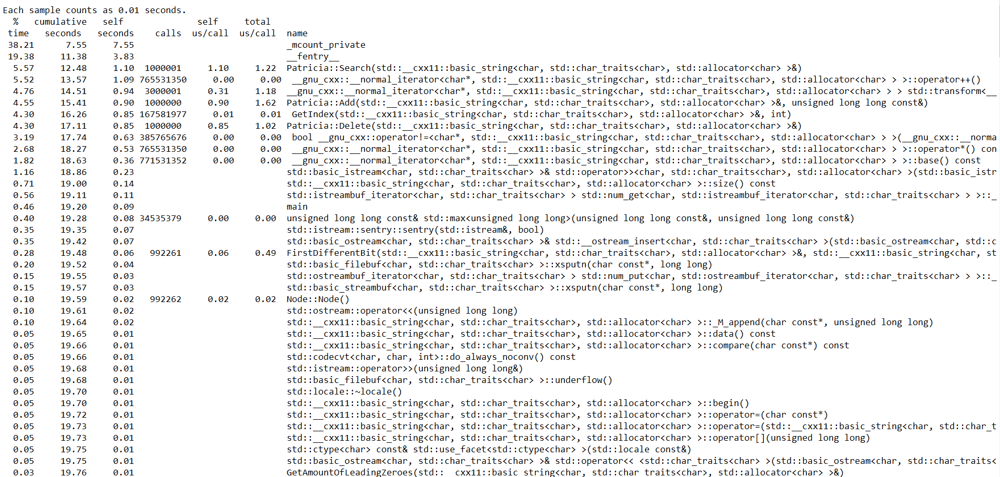 Each sample counts as 0.01 seconds.
% cumulative self self total
time seconds seconds calls us/call us/call name
38.21 7.55 7.55 _mcount_private
19.38 11.38 3.83 __fentry__
5.57 12.48 1.10 1000001 1.10 1.22 Patricia::Search(std::__cxx11::basic_string<char, std::char_traits<char>, std::allocator<char> >&)
5.52 13.57 1.09 765531350 0.00 0.00 __gnu_cxx::__normal_iterator<char*, std::__cxx11::basic_string<char, std::char_traits<char>, std::allocator<char> > >::operator++()
4.76 14.51 0.94 3000001 0.31 1.18 __gnu_cxx::__normal_iterator<char*, std::__cxx11::basic_string<char, std::char_traits<char>, std::allocator<char> > > std::transform<__
4.55 15.41 0.90 1000000 0.90 1.62 Patricia::Add(std::__cxx11::basic_string<char, std::char_traits<char>, std::allocator<char> >&, unsigned long long const&)
4.30 16.26 0.85 167581977 0.01 0.01 GetIndex(std::__cxx11::basic_string<char, std::char_traits<char>, std::allocator<char> >&, int)
4.30 17.11 0.85 1000000 0.85 1.02 Patricia::Delete(std::__cxx11::basic_string<char, std::char_traits<char>, std::allocator<char> >&)
3.19 17.74 0.63 385765676 0.00 0.00 bool __gnu_cxx::operator!=<char*, std::__cxx11::basic_string<char, std::char_traits<char>, std::allocator<char> > >(__gnu_cxx::__norma
2.68 18.27 0.53 765531350 0.00 0.00 __gnu_cxx::__normal_iterator<char*, std::__cxx11::basic_string<char, std::char_traits<char>, std::allocator<char> > >::operator*() con
1.82 18.63 0.36 771531352 0.00 0.00 __gnu_cxx::__normal_iterator<char*, std::__cxx11::basic_string<char, std::char_traits<char>, std::allocator<char> > >::base() const
1.16 18.86 0.23 std::basic_istream<char, std::char_traits<char> >& std::operator>><char, std::char_traits<char>, std::allocator<char> >(std::basic_istr
0.71 19.00 0.14 std::__cxx11::basic_string<char, std::char_traits<char>, std::allocator<char> >::size() const
0.56 19.11 0.11 std::istreambuf_iterator<char, std::char_traits<char> > std::num_get<char, std::istreambuf_iterator<char, std::char_traits<char> > >::_
0.46 19.20 0.09 main
0.40 19.28 0.08 34535379 0.00 0.00 unsigned long long const& std::max<unsigned long long>(unsigned long long const&, unsigned long long const&)
0.35 19.35 0.07 std::istream::sentry::sentry(std::istream&, bool)
0.35 19.42 0.07 std::basic_ostream<char, std::char_traits<char> >& std::__ostream_insert<char, std::char_traits<char> >(std::basic_ostream<char, std::c
0.28 19.48 0.06 992261 0.06 0.49 FirstDifferentBit(std::__cxx11::basic_string<char, std::char_traits<char>, std::allocator<char> >&, std::__cxx11::basic_string<char, st
0.20 19.52 0.04 std::basic_filebuf<char, std::char_traits<char> >::xsputn(char const*, long long)
0.15 19.55 0.03 std::ostreambuf_iterator<char, std::char_traits<char> > std::num_put<char, std::ostreambuf_iterator<char, std::char_traits<char> > >::_
0.15 19.57 0.03 std::basic_streambuf<char, std::char_traits<char> >::xsputn(char const*, long long)
0.10 19.59 0.02 992262 0.02 0.02 Node::Node()
0.10 19.61 0.02 std::ostream::operator<<(unsigned long long)
0.10 19.64 0.02 std::__cxx11::basic_string<char, std::char_traits<char>, std::allocator<char> >::_M_append(char const*, unsigned long long)
0.05 19.65 0.01 std::__cxx11::basic_string<char, std::char_traits<char>, std::allocator<char> >::data() const
0.05 19.66 0.01 std::__cxx11::basic_string<char, std::char_traits<char>, std::allocator<char> >::compare(char const*) const
0.05 19.66 0.01 std::codecvt<char, char, int>::do_always_noconv() const
0.05 19.68 0.01 std::istream::operator>>(unsigned long long&)
0.05 19.68 0.01 std::basic_filebuf<char, std::char_traits<char> >::underflow()
0.05 19.70 0.01 std::locale::~locale()
0.05 19.70 0.01 std::__cxx11::basic_string<char, std::char_traits<char>, std::allocator<char> >::begin()
0.05 19.72 0.01 std::__cxx11::basic_string<char, std::char_traits<char>, std::allocator<char> >::operator=(char const*)
0.05 19.73 0.01 std::__cxx11::basic_string<char, std::char_traits<char>, std::allocator<char> >::operator=(std::__cxx11::basic_string<char, std::char_t
0.05 19.73 0.01 std::__cxx11::basic_string<char, std::char_traits<char>, std::allocator<char> >::operator[](unsigned long long)
0.05 19.75 0.01 std::ctype<char> const& std::use_facet<std::ctype<char> >(std::locale const&)
0.05 19.75 0.01 std::basic_ostream<char, std::char_traits<char> >& std::operator<< <std::char_traits<char> >(std::basic_ostream<char, std::char_traits<
0.03 19.76 0.01 GetAmountOfLeadingZeroes(std::__cxx11::basic_string<char, std::char_traits<char>, std::allocator<char> >&)